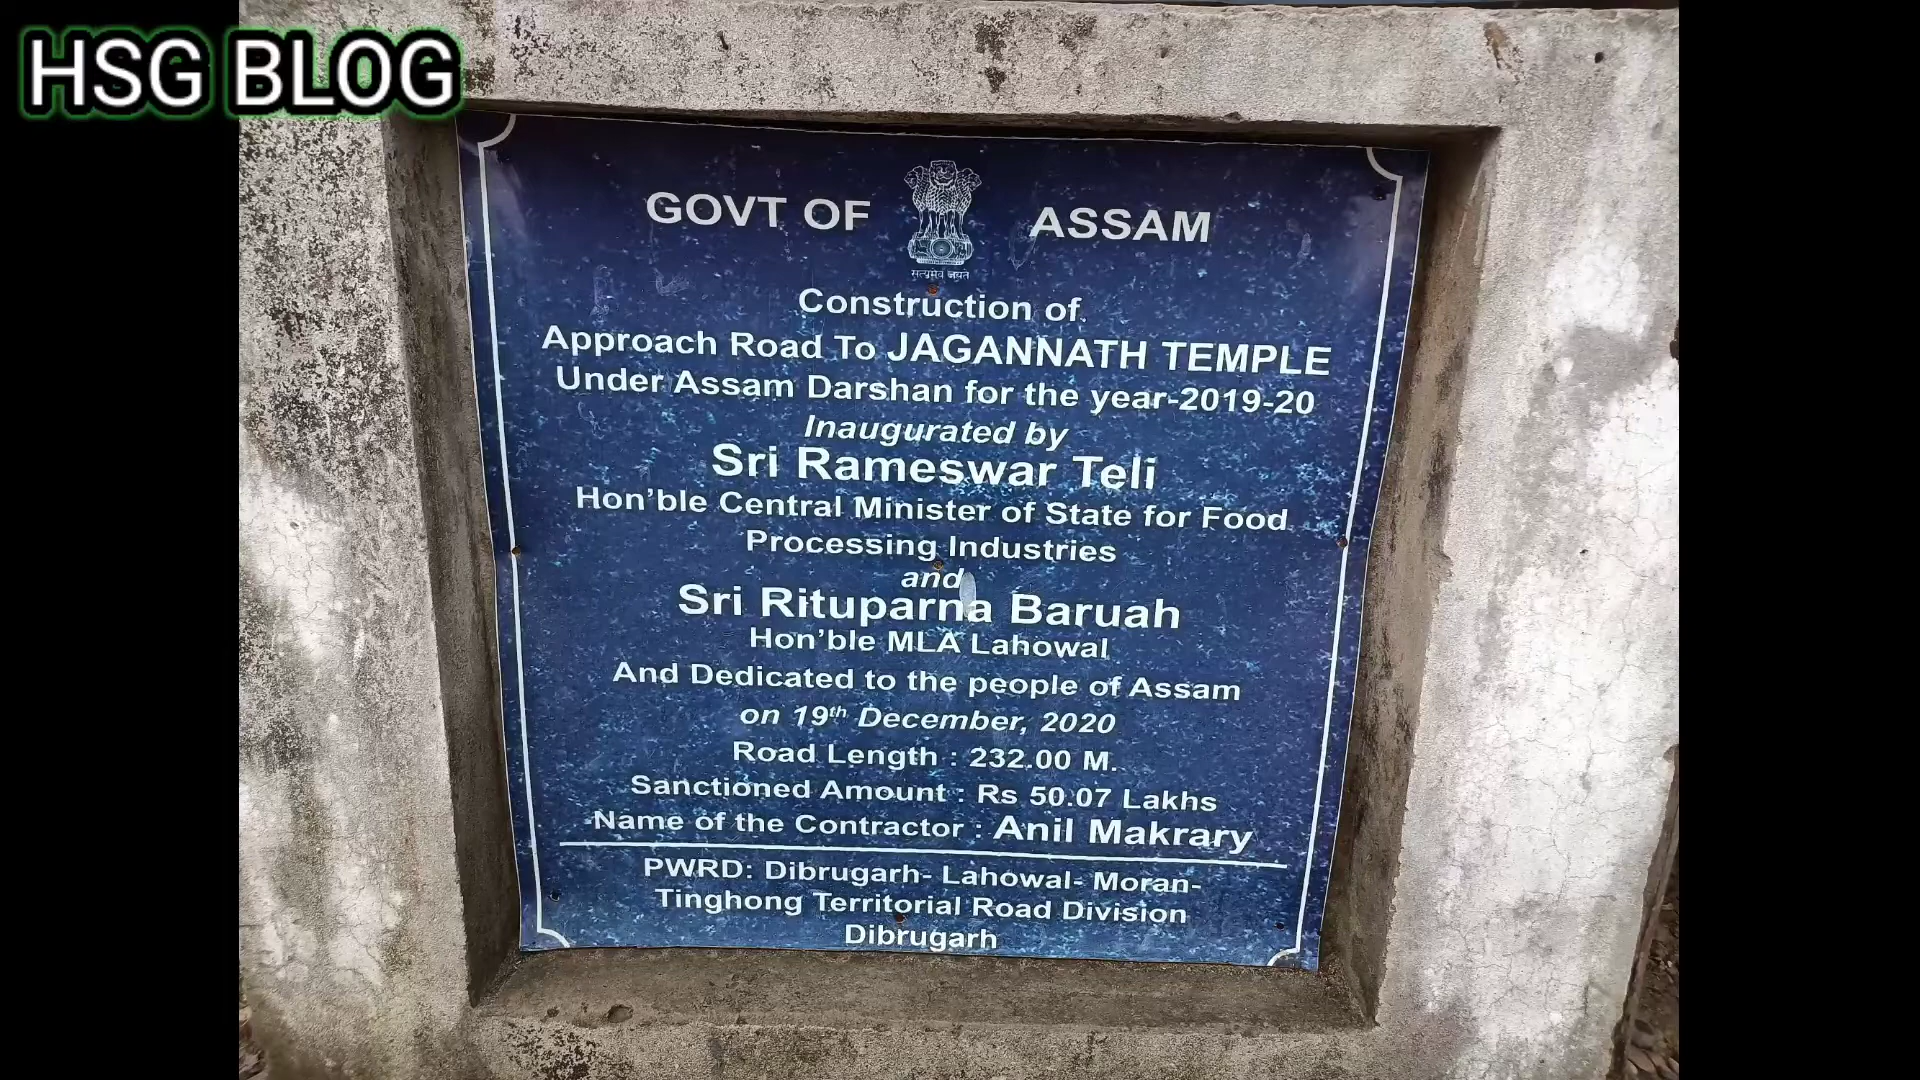 HSG BLOG
GOVT OF ASSAM
सत्यमेव जयते
Construction of
Approach Road To JAGANNATH TEMPLE
Under Assam Darshan for the year-2019-20
Inaugurated by
Sri Rameswar Teli
Hon'ble Central Minister of State for Food
Processing Industries
and
Sri Rituparna Baruah
Hon'ble MLA Lahowal
And Dedicated to the people of Assam
on 19th December, 2020
Road Length : 232.00 M.
Sanctioned Amount : Rs 50.07 Lakhs
Name of the Contractor : Anil Makrary
PWRD: Dibrugarh- Lahowal- Moran-
Tinghong Territorial Road Division
Dibrugarh